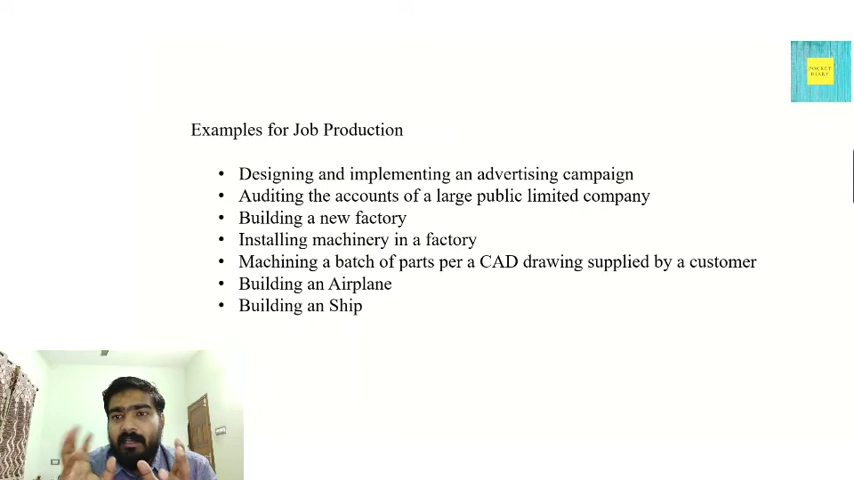 Examples for Job Production
• Designing and implementing an advertising campaign
• Auditing the accounts of a large public limited company
• Building a new factory
• Installing machinery in a factory
• Machining a batch of parts per a CAD drawing supplied by a customer
• Building an Airplane
• Building an Ship
POCKET